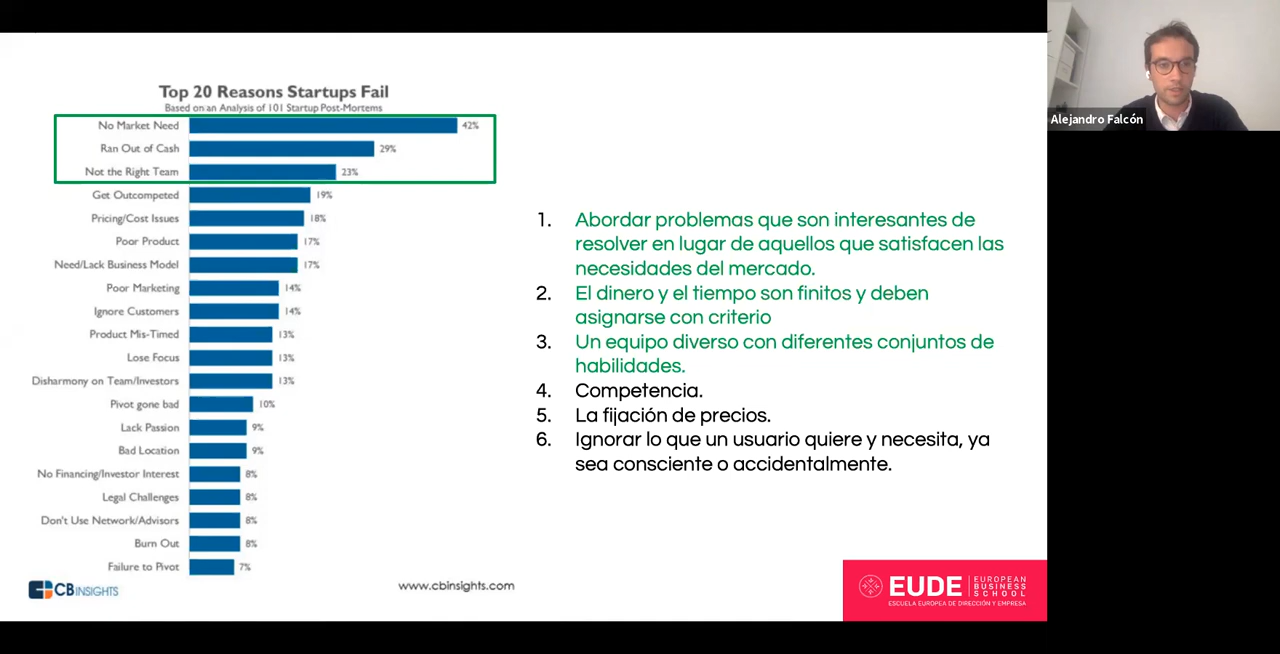 Top 20 Reasons Startups Fail
Based on an Analysis of 101 Startup Post-Mortems
No Market Need 42%
Ran Out of Cash 29%
Not the Right Team 23%
Get Outcompeted 19%
Pricing/Cost Issues 18%
Poor Product 17%
Need/Lack Business Model 17%
Poor Marketing 14%
Ignore Customers 14%
Product Mis-Timed 13%
Lose Focus 13%
Disharmony on Team/Investors 13%
Pivot gone bad 10%
Lack Passion 9%
Bad Location 9%
No Financing/Investor Interest 8%
Legal Challenges 8%
Don't Use Network/Advisors 8%
Burn Out 8%
Failure to Pivot 7%
CBINSIGHTS
www.cbinsights.com
1. Abordar problemas que son interesantes de
resolver en lugar de aquellos que satisfacen las
necesidades del mercado.
2. El dinero y el tiempo son finitos y deben
asignarse con criterio
3. Un equipo diverso con diferentes conjuntos de
habilidades.
4. Competencia.
5. La fijación de precios.
6. Ignorar lo que un usuario quiere y necesita, ya
sea consciente o accidentalmente.
Alejandro Falcón
EUDE
EUROPEAN
BUSINESS
SCHOOL
ESCUELA EUROPEA DE DIRECCIÓN Y EMPRESA